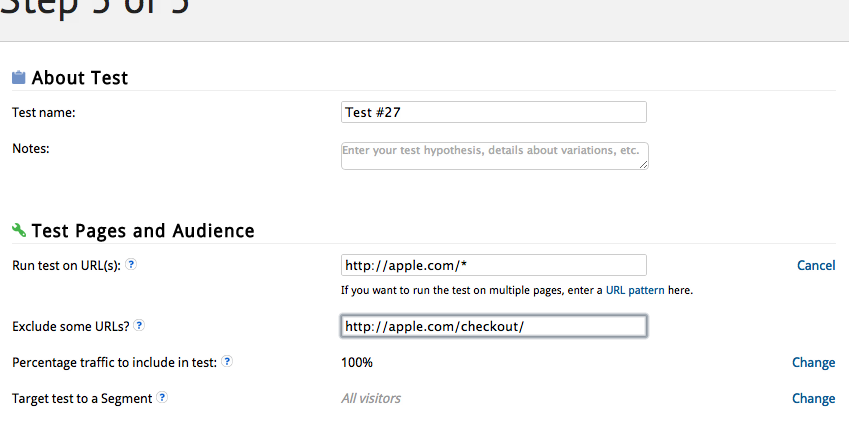 Step 5 of 5
About Test
Test name: Test #27
Notes: Enter your test hypothesis, details about variations, etc.
Test Pages and Audience
Run test on URL(s): ? http://apple.com/* Cancel
If you want to run the test on multiple pages, enter a URL pattern here.
Exclude some URLs? ? http://apple.com/checkout/
Percentage traffic to include in test: ? 100% Change
Target test to a Segment ? All visitors Change